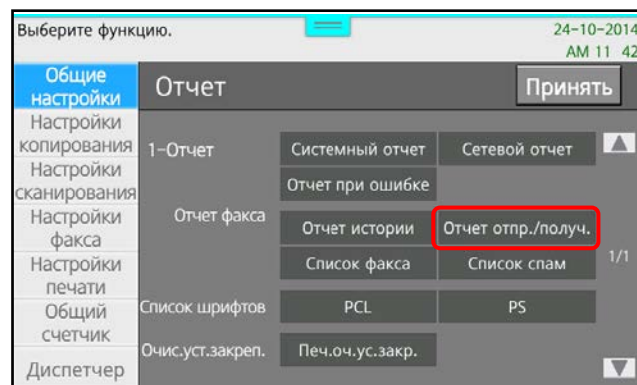 Выберите функцию.
24-10-2014
AM 11 42
Общие
настройки
Отчет
Принять
Настройки
копирования
Настройки
сканирования
Настройки
факса
Настройки
печати
Общий
счетчик
Диспетчер
1-Отчет
Системный отчет
Сетевой отчет
Отчет при ошибке
Отчет факса
Отчет истории
Отчет отпр./получ.
Список факса
Список спам
1/1
Список шрифтов
PCL
PS
Очис.уст.закреп.
Печ.оч.ус.закр.